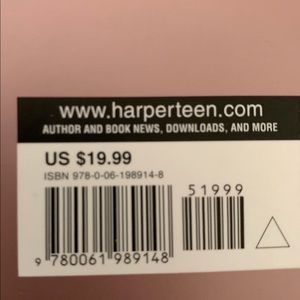 www.harperteen.com
AUTHOR AND BOOK NEWS, DOWNLOADS, AND MORE
US $19.99
ISBN 978-0-06-198914-8
51999
9 780061 989148